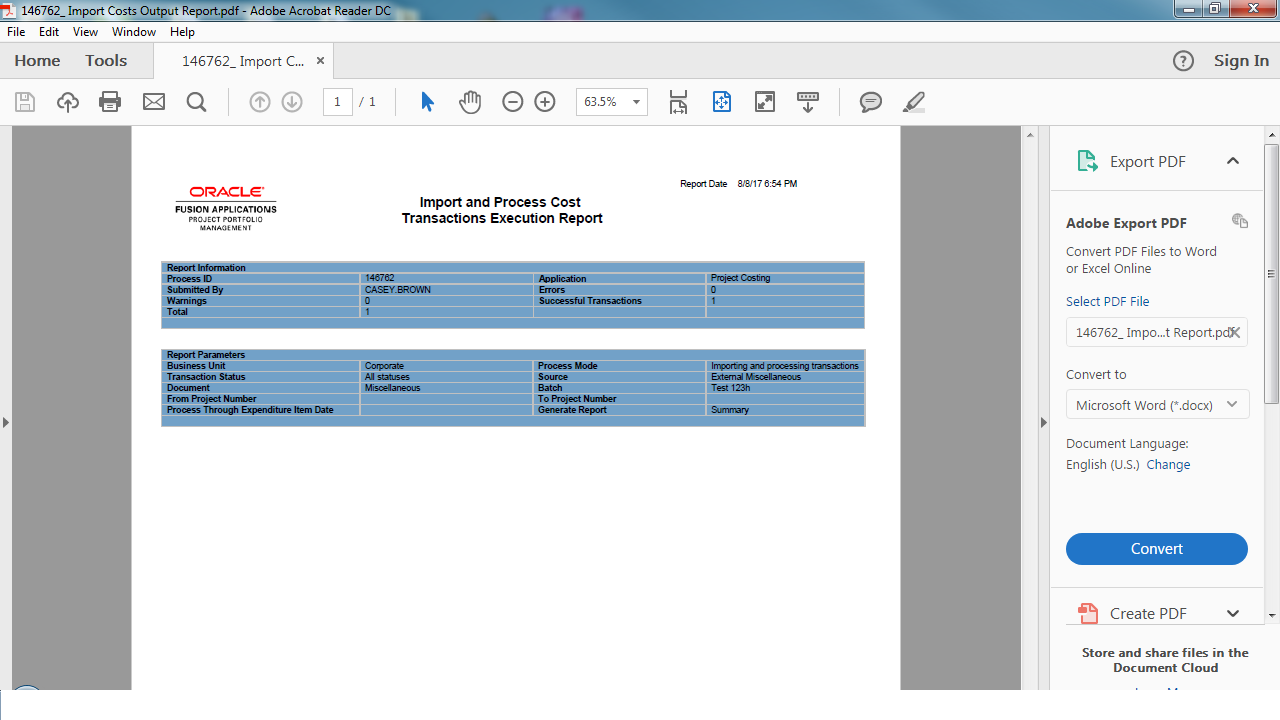 146762_ Import Costs Output Report.pdf - Adobe Acrobat Reader DC
File Edit View Window Help
Home Tools 146762_ Import C... × ? Sign In
1 / 1 63.5%
ORACLE
FUSION APPLICATIONS
PROJECT PORTFOLIO
MANAGEMENT
Import and Process Cost
Transactions Execution Report
Report Date 8/8/17 6:54 PM
Report Information
Process ID 146762 Application Project Costing
Submitted By CASEY.BROWN Errors 0
Warnings 0 Successful Transactions 1
Total 1
Report Parameters
Business Unit Corporate Process Mode Importing and processing transactions
Transaction Status All statuses Source External Miscellaneous
Document Miscellaneous Batch Test 123h
From Project Number To Project Number
Process Through Expenditure Item Date Generate Report Summary
Export PDF
Adobe Export PDF
Convert PDF Files to Word
or Excel Online
Select PDF File
146762_ Impo...t Report.pdf
Convert to
Microsoft Word (*.docx)
Document Language:
English (U.S.) Change
Convert
Create PDF
Store and share files in the
Document Cloud